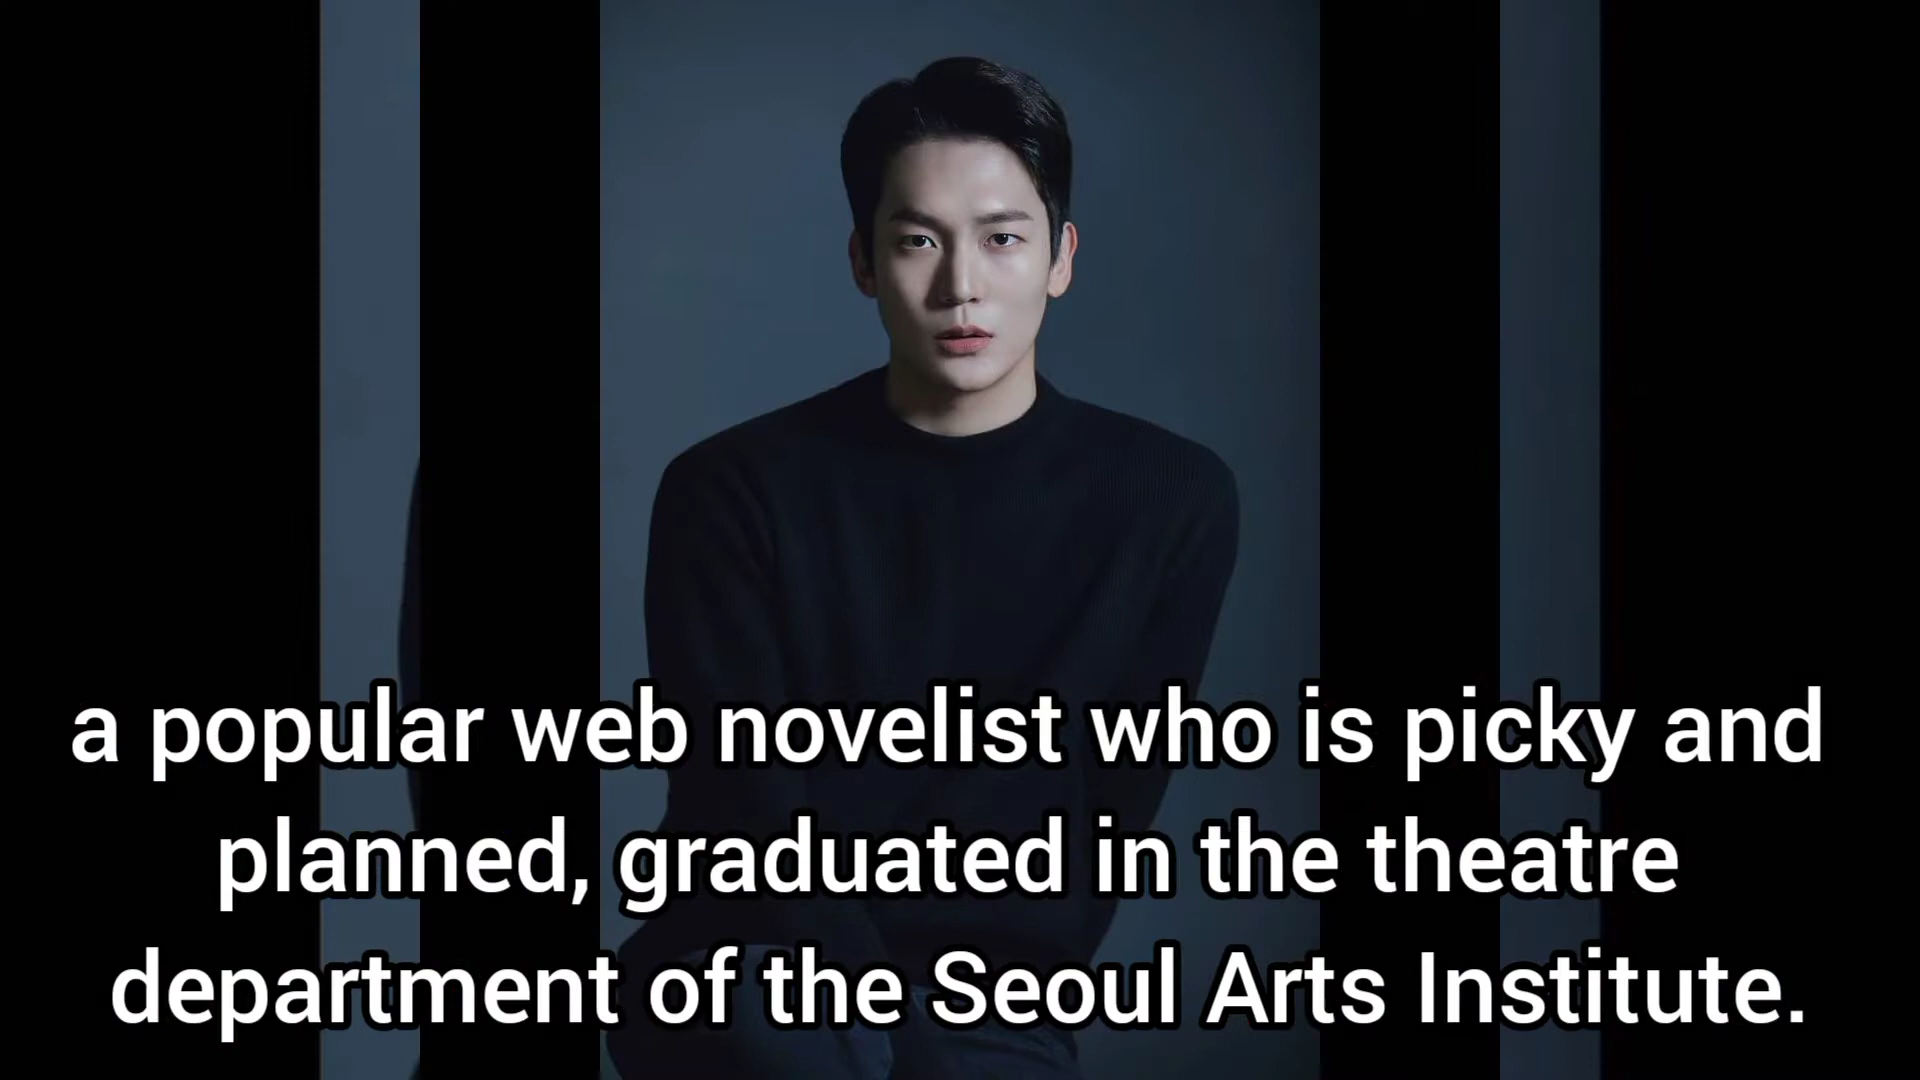 a popular web novelist who is picky and
planned, graduated in the theatre
department of the Seoul Arts Institute.